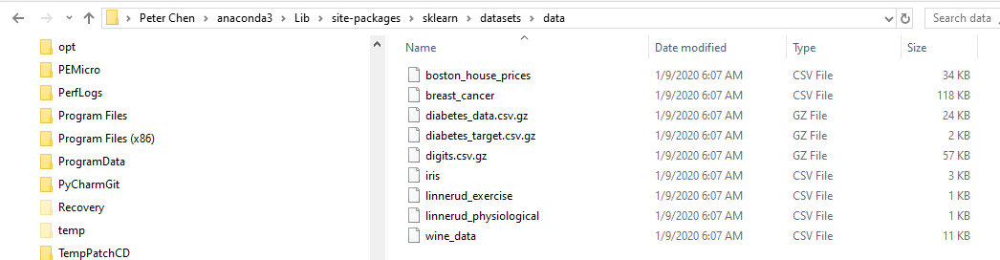 Peter Chen > anaconda3 > Lib > site-packages > sklearn > datasets > data
Search data
opt
PEMicro
PerfLogs
Program Files
Program Files (x86)
ProgramData
PyCharmGit
Recovery
temp
TempPatchCD
Name Date modified Type Size
boston_house_prices 1/9/2020 6:07 AM CSV File 34 KB
breast_cancer 1/9/2020 6:07 AM CSV File 118 KB
diabetes_data.csv.gz 1/9/2020 6:07 AM GZ File 24 KB
diabetes_target.csv.gz 1/9/2020 6:07 AM GZ File 2 KB
digits.csv.gz 1/9/2020 6:07 AM GZ File 57 KB
iris 1/9/2020 6:07 AM CSV File 3 KB
linnerud_exercise 1/9/2020 6:07 AM CSV File 1 KB
linnerud_physiological 1/9/2020 6:07 AM CSV File 1 KB
wine_data 1/9/2020 6:07 AM CSV File 11 KB